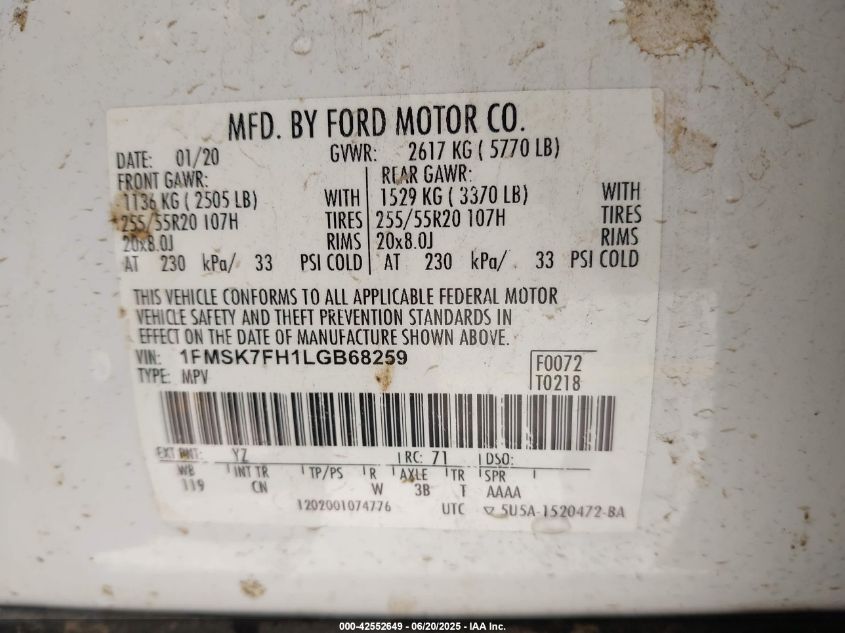 MFD. BY FORD MOTOR CO.
DATE: 01/20 GVWR: 2617 KG ( 5770 LB)
FRONT GAWR: REAR GAWR:
1136 KG ( 2505 LB) WITH 1529 KG ( 3370 LB) WITH
255/55R20 107H TIRES 255/55R20 107H TIRES
20x8.0J RIMS 20x8.0J RIMS
AT 230 kPa/ 33 PSI COLD AT 230 kPa/ 33 PSI COLD
THIS VEHICLE CONFORMS TO ALL APPLICABLE FEDERAL MOTOR
VEHICLE SAFETY AND THEFT PREVENTION STANDARDS IN
EFFECT ON THE DATE OF MANUFACTURE SHOWN ABOVE.
VIN: 1FMSK7FH1LGB68259 F0072
TYPE: MPV T0218
EXT PNT: YZ RC: 71 DSO:
WB INT TR TP/PS R AXLE TR SPR
119 CN W 3B T AAAA
1202001074776 UTC ▽ 5U5A-1520472-BA
000-42552649 / 06/20/2025 - IAA Inc.